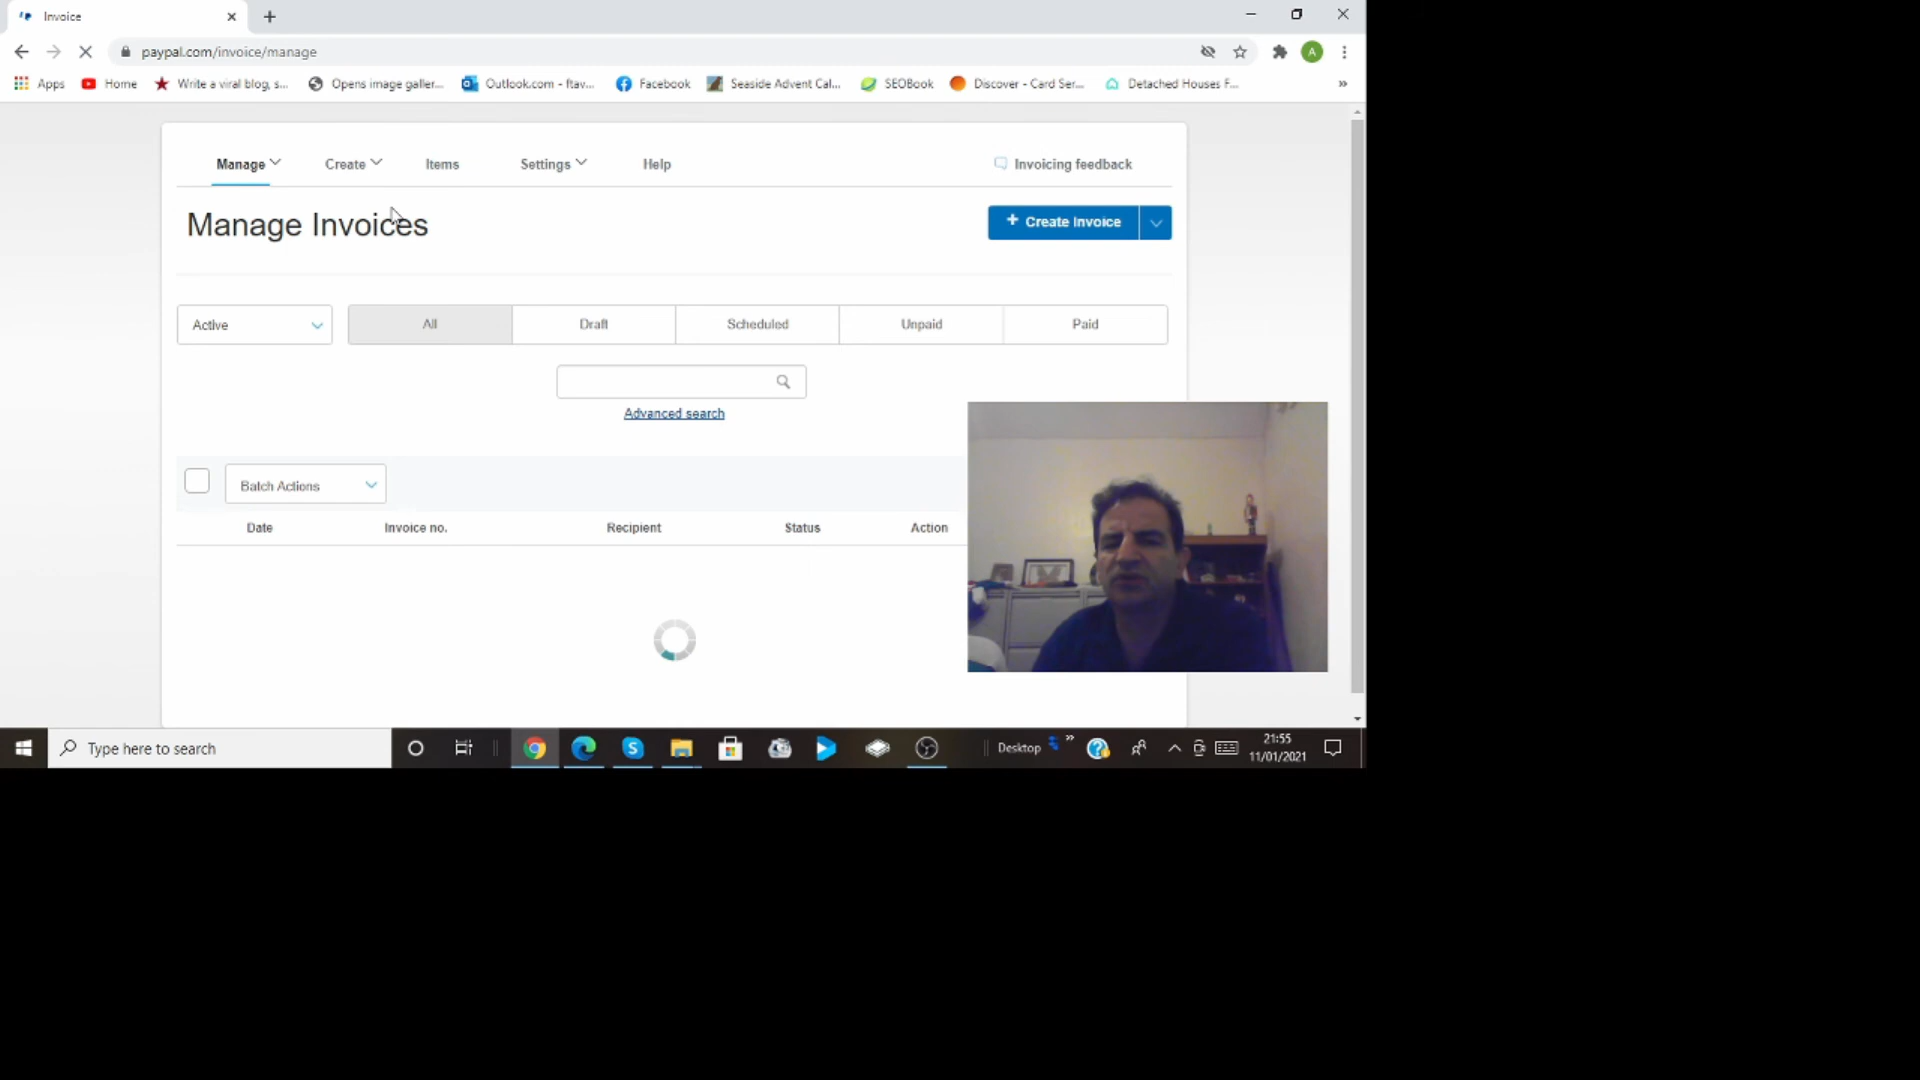 Invoice
paypal.com/invoice/manage
A
Apps
Home
Write a viral blog, s...
Opens image galler...
Outlook.com - ftav...
Facebook
Seaside Advent Cal...
SEOBook
Discover - Card Ser...
Detached Houses F...
»
Manage
Create
Items
Settings
Help
Invoicing feedback
Manage Invoices
+ Create Invoice
Active
All
Draft
Scheduled
Unpaid
Paid
Advanced search
Batch Actions
Date
Invoice no.
Recipient
Status
Action
Type here to search
Desktop
»
21:55
11/01/2021